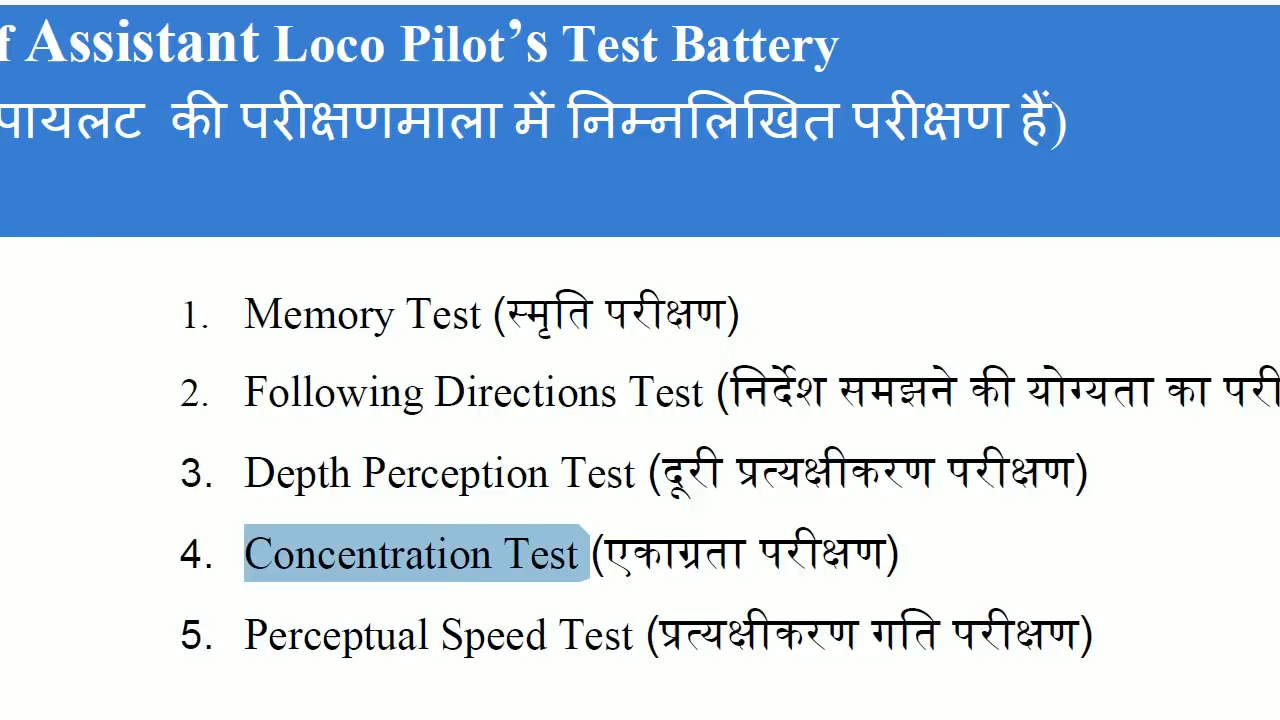 f Assistant Loco Pilot’s Test Battery
पायलट की परीक्षणमाला में निम्नलिखित परीक्षण हैं)
1. Memory Test (स्मृति परीक्षण)
2. Following Directions Test (निर्देश समझने की योग्यता का परी
3. Depth Perception Test (दूरी प्रत्यक्षीकरण परीक्षण)
4. Concentration Test (एकाग्रता परीक्षण)
5. Perceptual Speed Test (प्रत्यक्षीकरण गति परीक्षण)